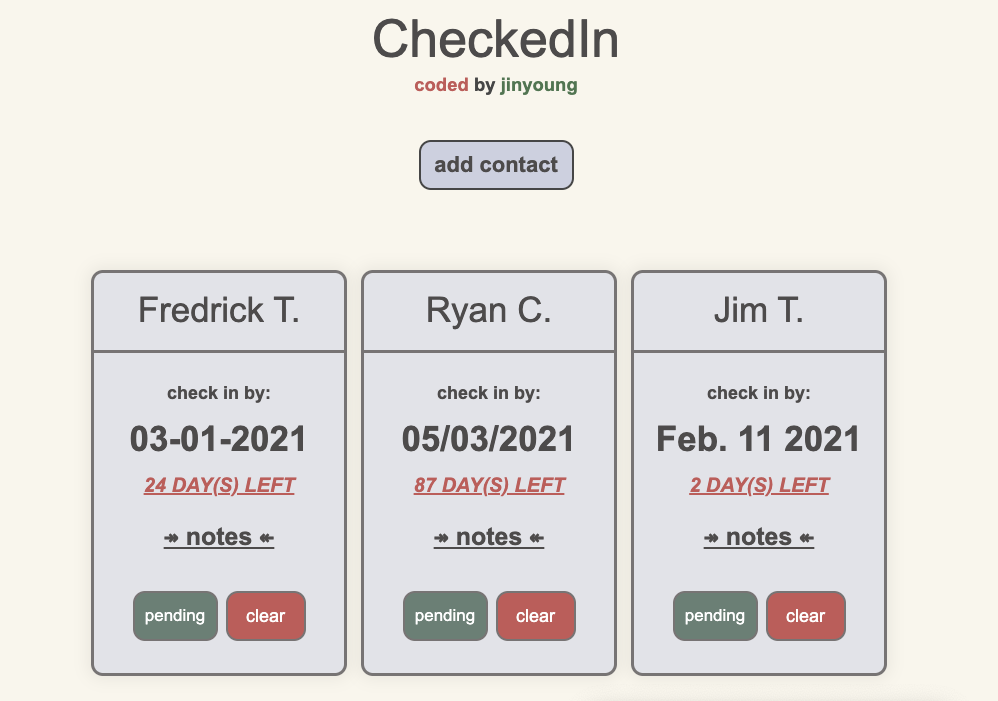 CheckedIn
coded by jinyoung
add contact
Fredrick T.
check in by:
03-01-2021
24 DAY(S) LEFT
↠ notes ↞
pending clear
Ryan C.
check in by:
05/03/2021
87 DAY(S) LEFT
↠ notes ↞
pending clear
Jim T.
check in by:
Feb. 11 2021
2 DAY(S) LEFT
↠ notes ↞
pending clear